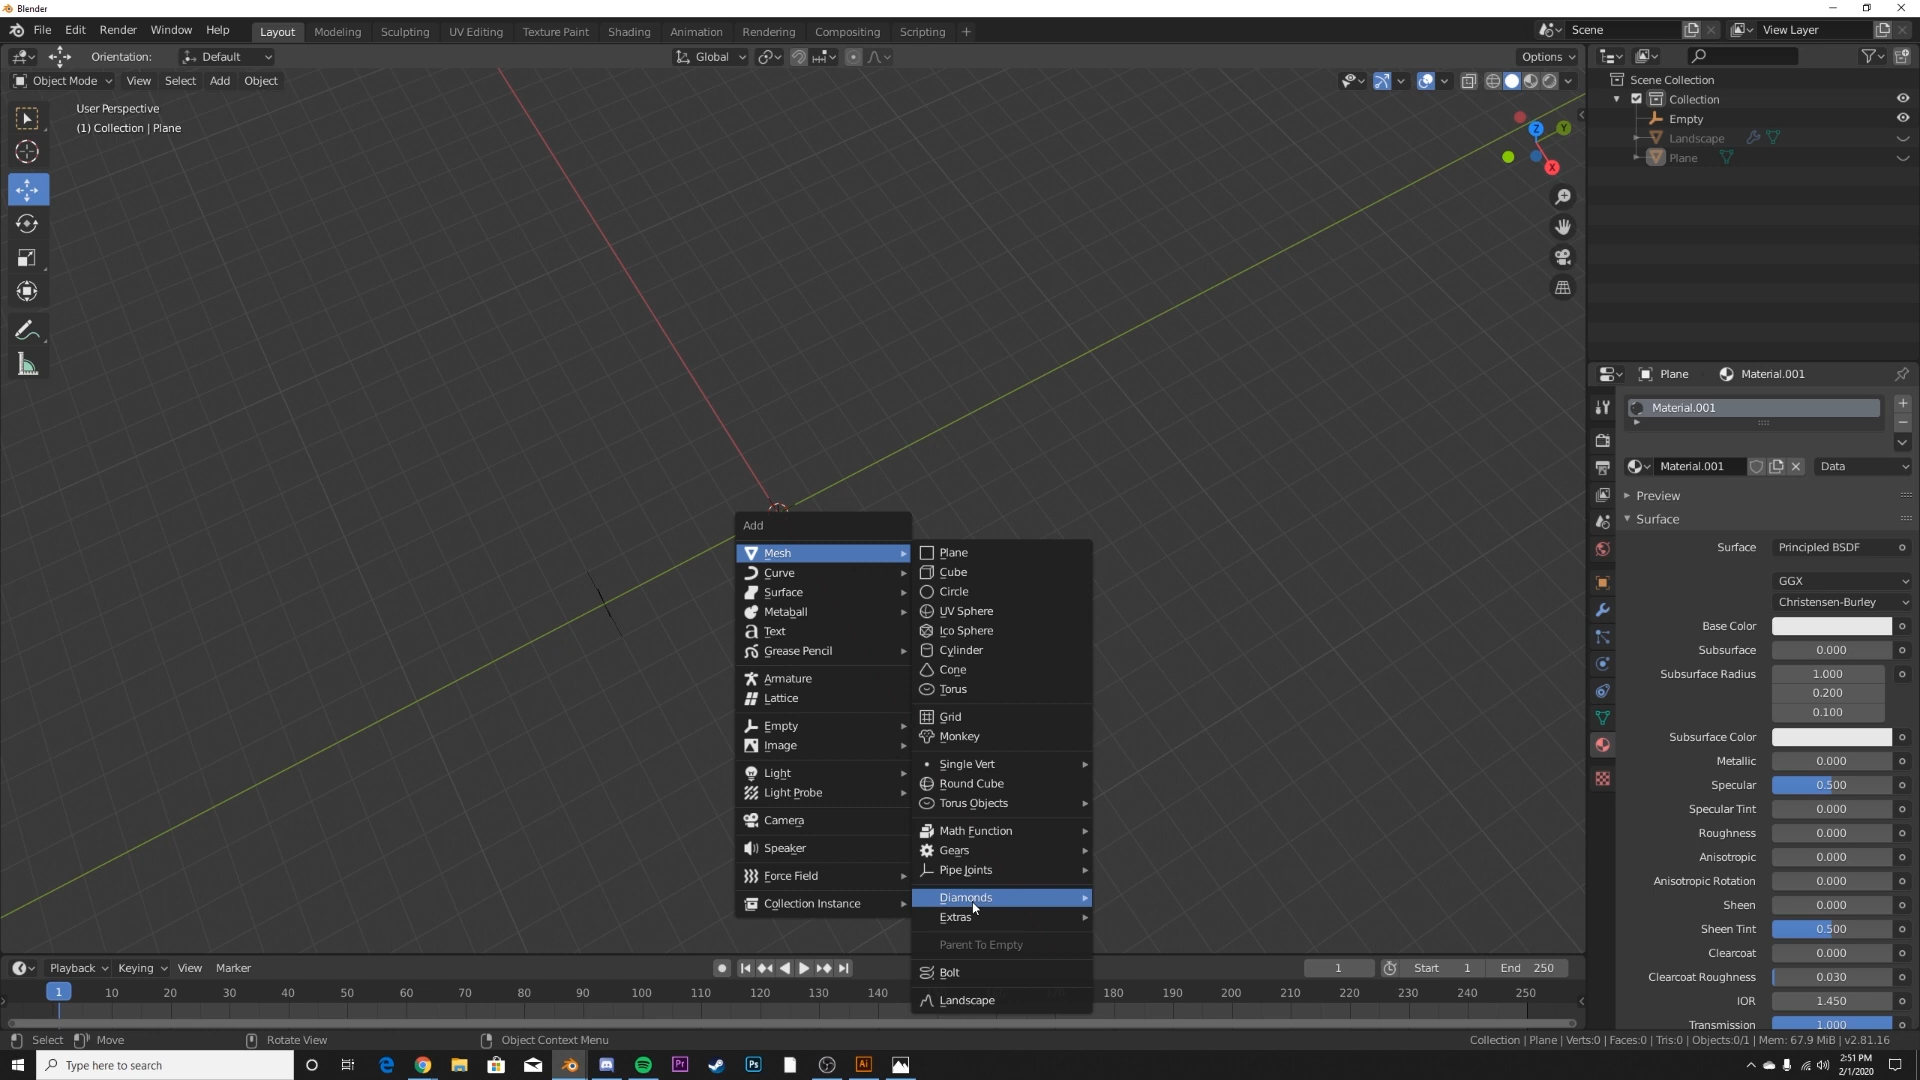 Blender
File Edit Render Window Help Layout Modeling Sculpting UV Editing Texture Paint Shading Animation Rendering Compositing Scripting + Scene View Layer
Orientation: Default Global Options
Object Mode View Select Add Object
User Perspective
(1) Collection | Plane
Z
Y
X
Scene Collection
Collection
Empty
Landscape
Plane
Plane Material.001
Material.001
Material.001 Data
Preview
Surface
Surface Principled BSDF
GGX
Christensen-Burley
Base Color
Subsurface 0.000
Subsurface Radius 1.000
0.200
0.100
Subsurface Color
Metallic 0.000
Specular 0.500
Specular Tint 0.000
Roughness 0.000
Anisotropic 0.000
Anisotropic Rotation 0.000
Sheen 0.000
Sheen Tint 0.500
Clearcoat 0.000
Clearcoat Roughness 0.030
IOR 1.450
Transmission 1.000
Add
Mesh
Curve
Surface
Metaball
Text
Grease Pencil
Armature
Lattice
Empty
Image
Light
Light Probe
Camera
Speaker
Force Field
Collection Instance
Plane
Cube
Circle
UV Sphere
Ico Sphere
Cylinder
Cone
Torus
Grid
Monkey
Single Vert
Round Cube
Torus Objects
Math Function
Gears
Pipe Joints
Diamonds
Extras
Parent To Empty
Bolt
Landscape
Playback Keying View Marker 1 Start 1 End 250
1 10 20 30 40 50 60 70 80 90 100 110 120 130 140 180 190 200 210 220 230 240 250
Select Move Rotate View Object Context Menu Collection | Plane | Verts:0 | Faces:0 | Tris:0 | Objects:0/1 | Mem: 67.9 MiB | v2.81.16
Type here to search Pr Ps Ai 2:51 PM
2/1/2020